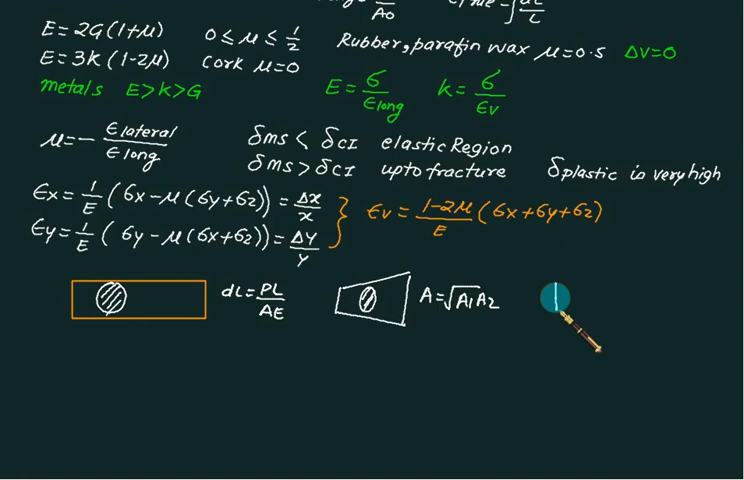 A0
E=2G(1+μ) 0≤μ≤1/2 Rubber, parafin wax μ=0.5 ΔV=0
E=3K(1-2μ) cork μ=0
metals E>K>G E=σ/ϵlong K=σ/ϵv
μ=-ϵlateral/ϵlong δms<δCI elastic Region
δms>δCI upto fracture δplastic is very high
ϵx=1/E(σx-μ(σy+σz))=Δx/x
ϵy=1/E(σy-μ(σx+σz))=ΔY/Y } ϵv=1-2μ/E(σx+σy+σz)
dL=PL/AE A=√A1A2